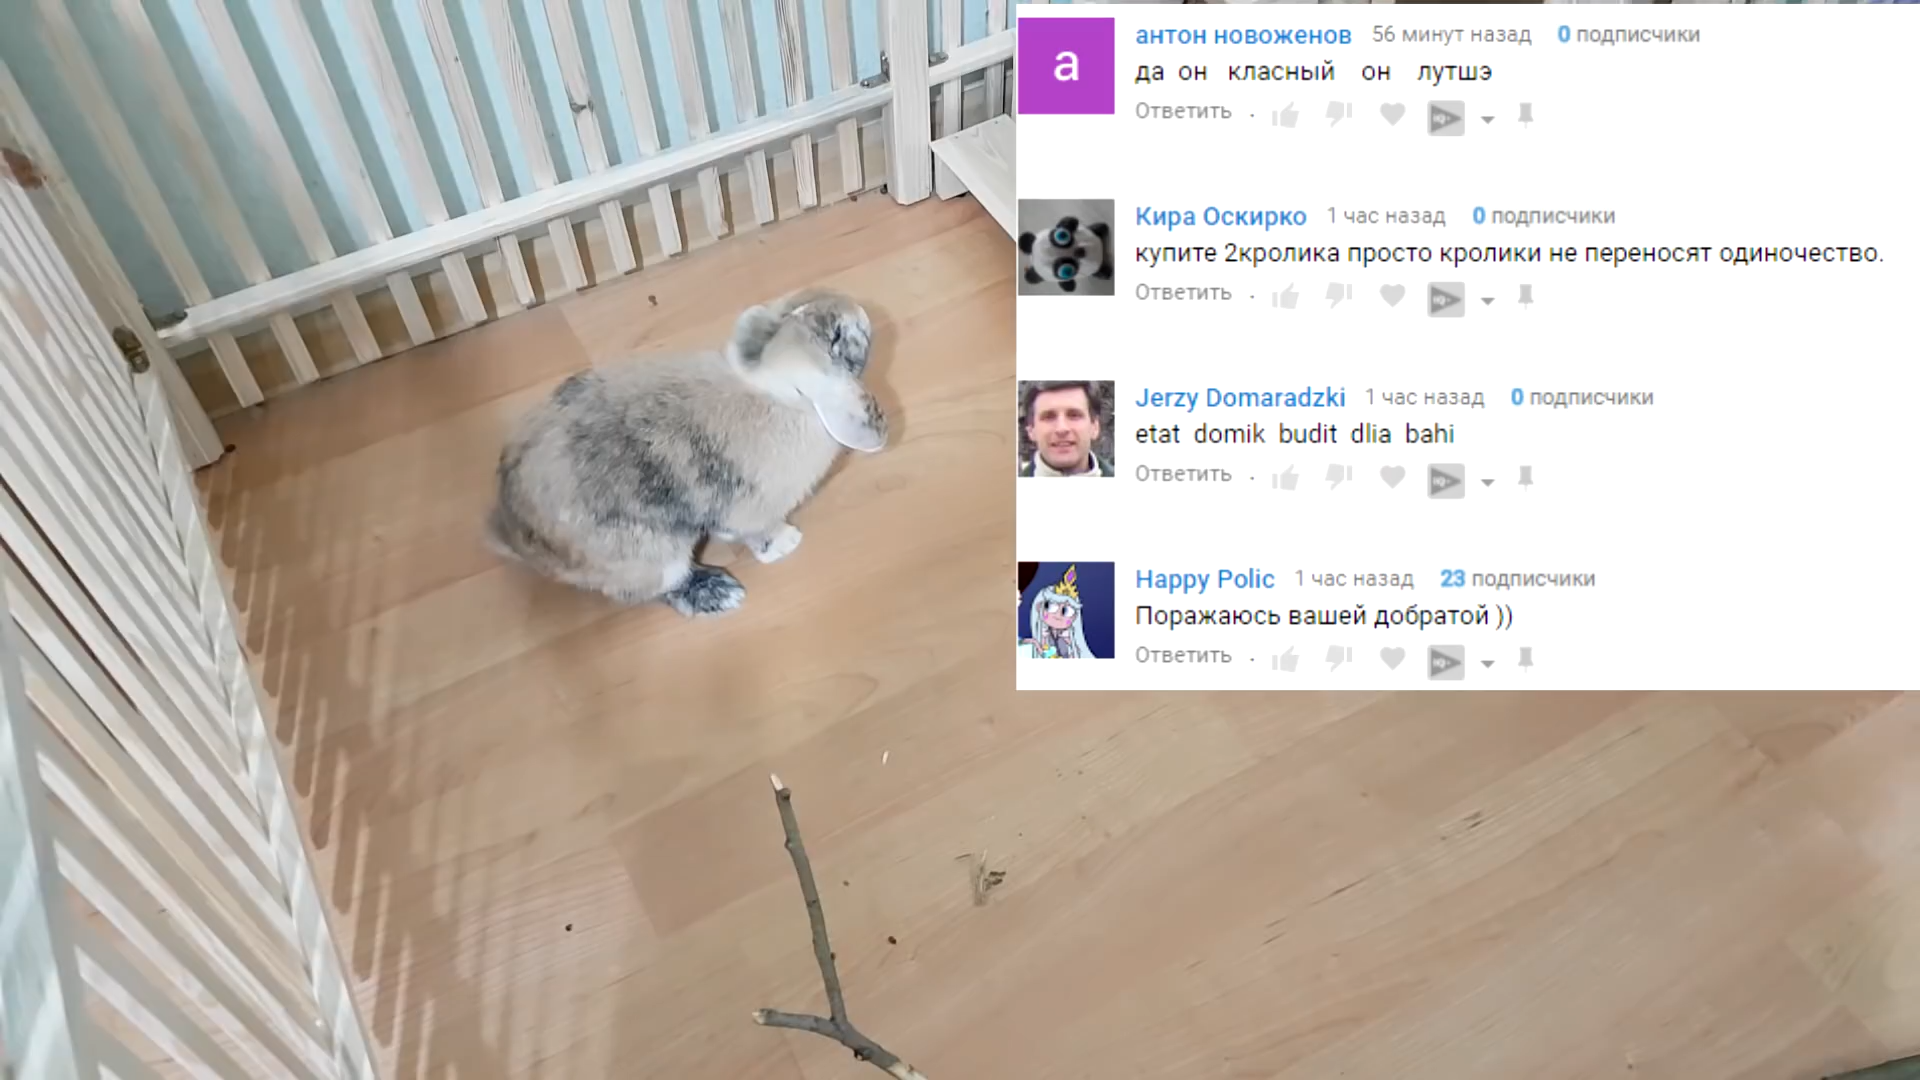 a
антон новоженов 56 минут назад 0 подписчики
да он класный он лутшэ
Ответить
Кира Оскирко 1 час назад 0 подписчики
купите 2кролика просто кролики не переносят одиночество.
Ответить
Jerzy Domaradzki 1 час назад 0 подписчики
etat domik budit dlia bahi
Ответить
Happy Polic 1 час назад 23 подписчики
Поражаюсь вашей добратой ))
Ответить